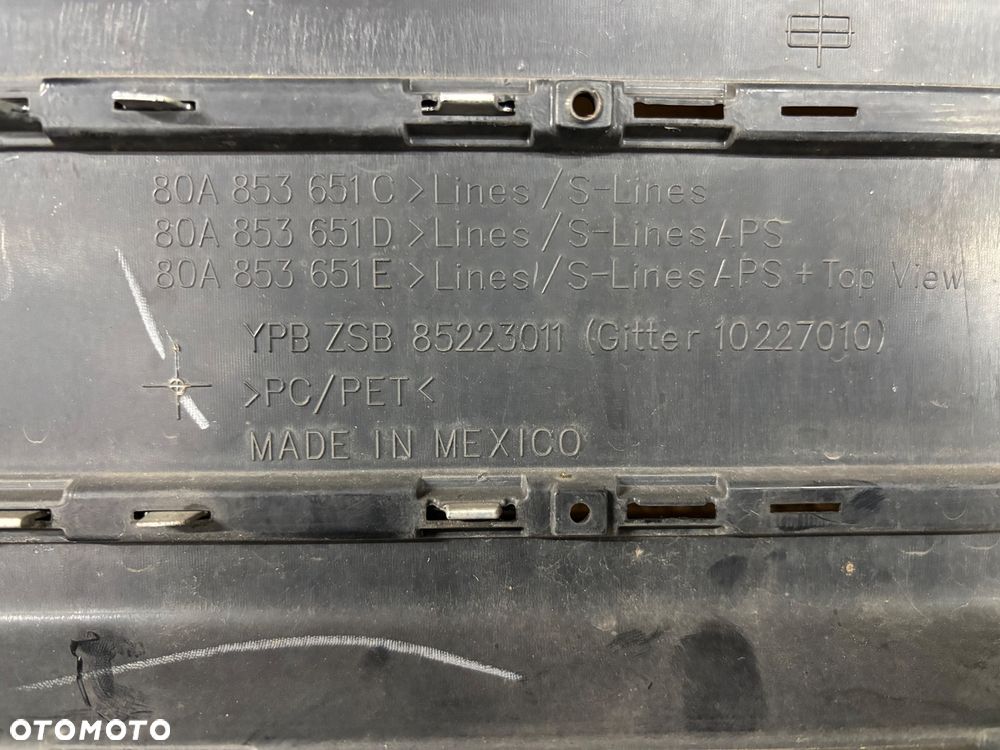 80A 853 651 C >Lines /S-Lines
80A 853 651 D >Lines /S-Lines APS
80A 853 651 E >Lines /S-Lines APS + Top View
YPB ZSB 85223011 (Gitter 10227010)
>PC/PET<
MADE IN MEXICO
OTOMOTO